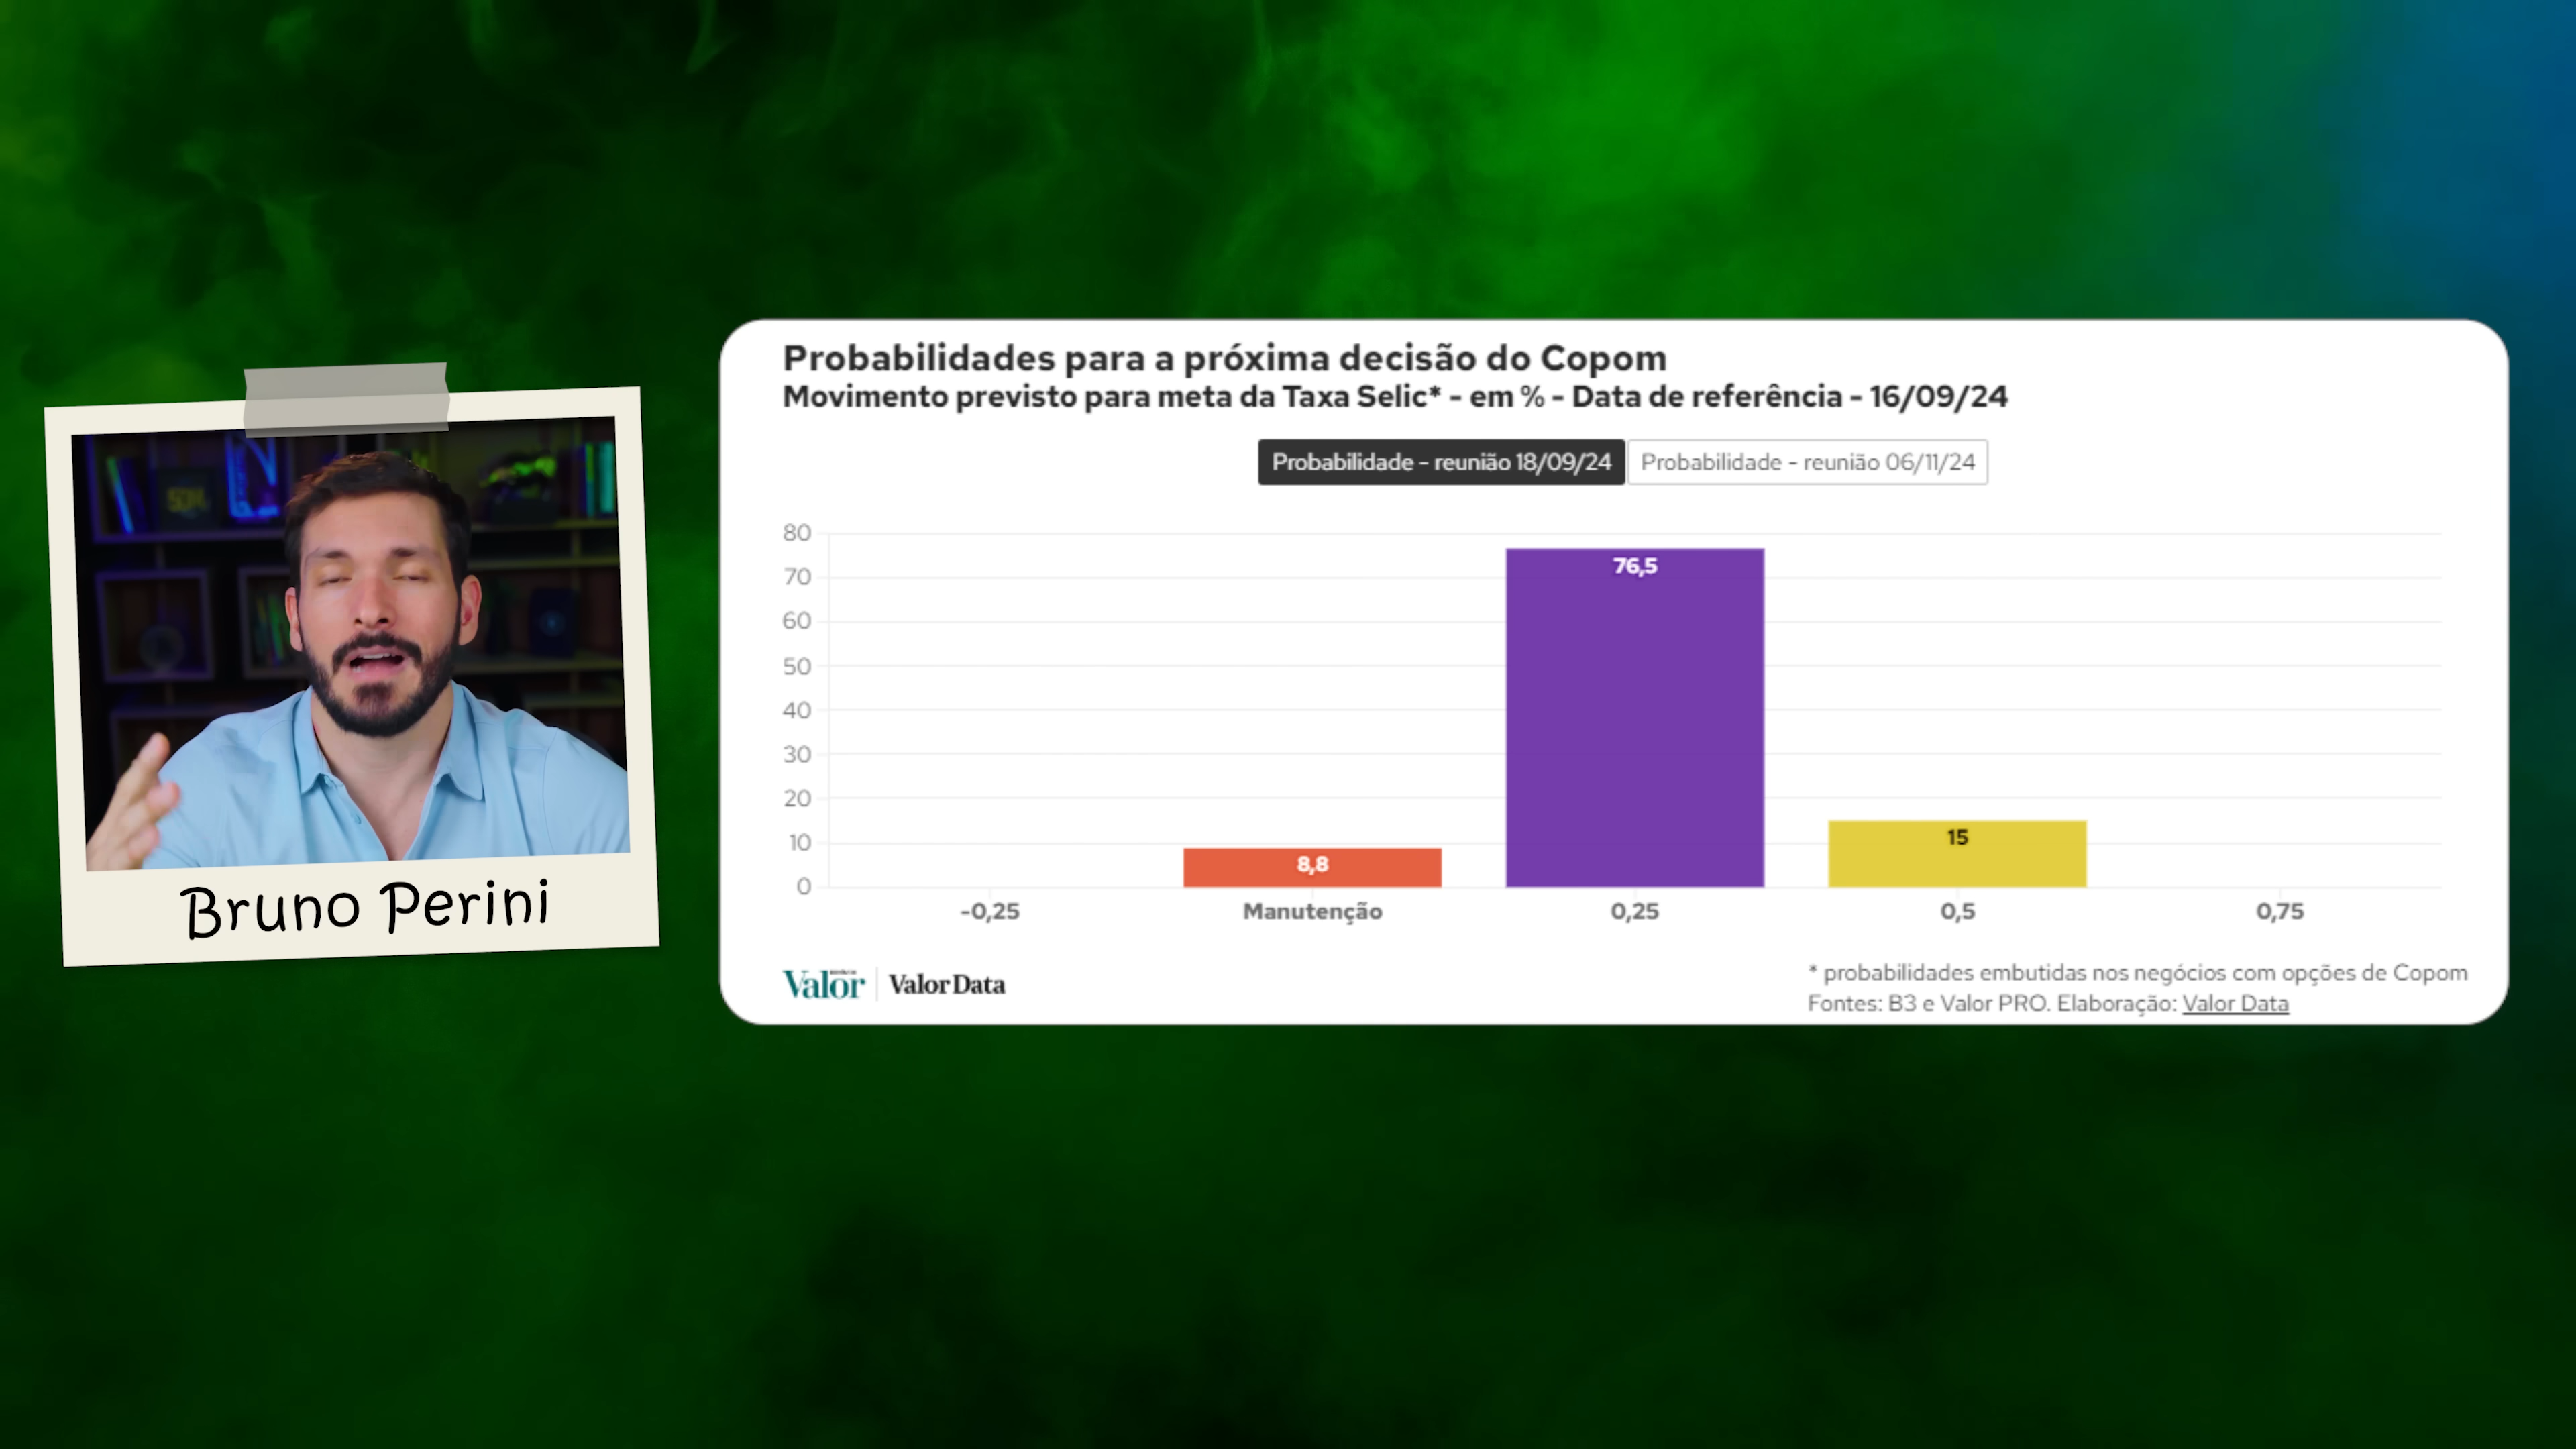 Probabilidades para a próxima decisão do Copom
Movimento previsto para meta da Taxa Selic* - em % - Data de referência - 16/09/24
Probabilidade - reunião 18/09/24
Probabilidade - reunião 06/11/24
80
70
60
50
40
30
20
10
0
76,5
15
8,8
-0,25
Manutenção
0,25
0,5
0,75
Valor
Valor Data
* probabilidades embutidas nos negócios com opções de Copom
Fontes: B3 e Valor PRO. Elaboração: Valor Data
Bruno Perini